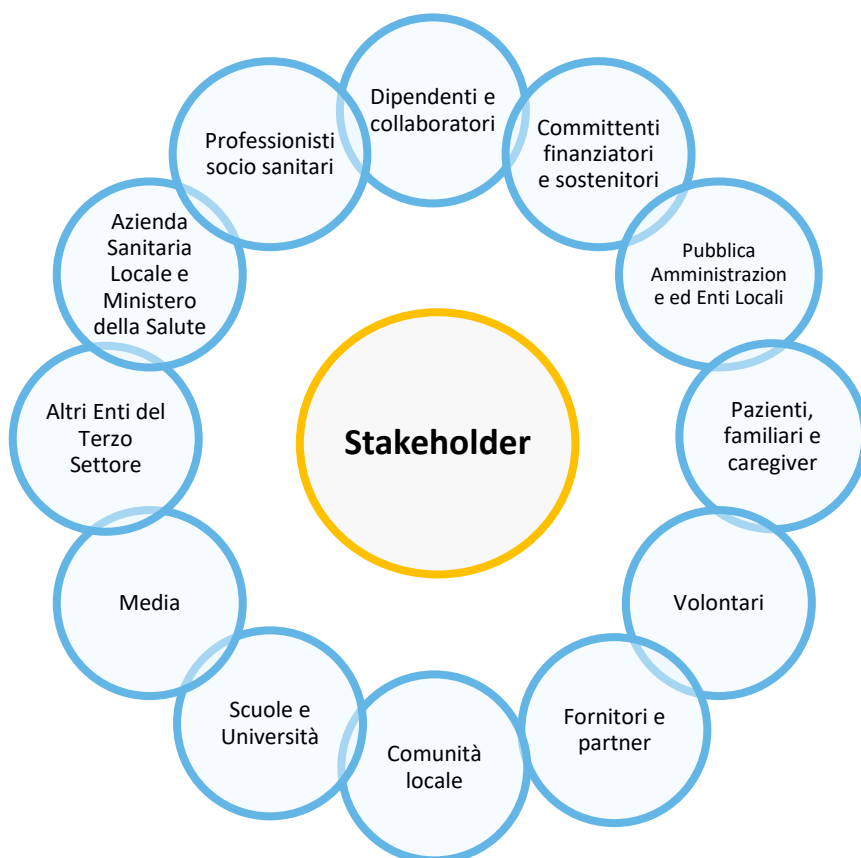 Dipendenti e
collaboratori
Committenti
finanziatori
e sostenitori
Pubblica
Amministrazion
e ed Enti Locali
Pazienti,
familiari e
caregiver
Volontari
Fornitori e
partner
Comunità
locale
Scuole e
Università
Media
Altri Enti del
Terzo
Settore
Azienda
Sanitaria
Locale e
Ministero
della Salute
Professionisti
socio sanitari
Stakeholder